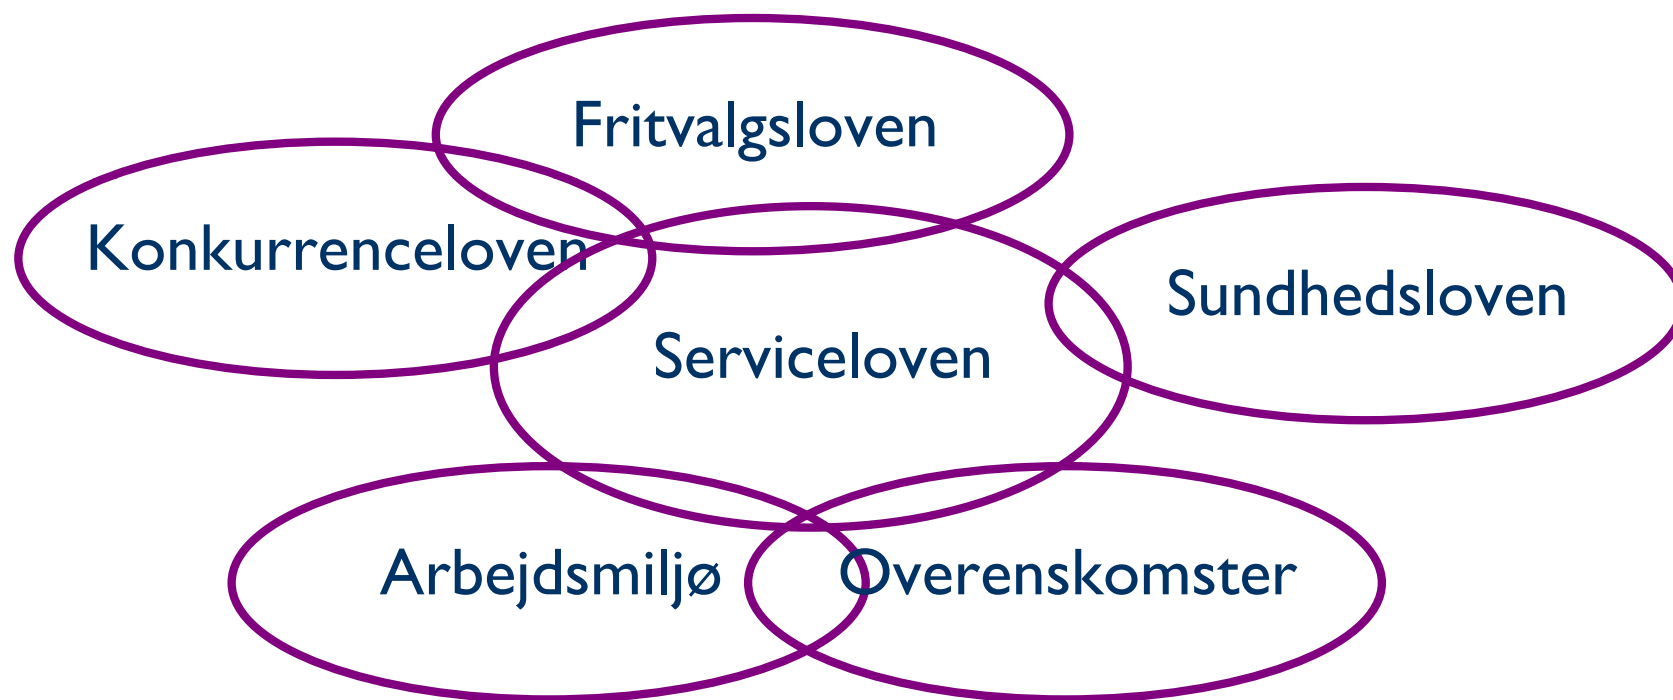 Fritvalgsloven
Konkurrenceloven
Sundhedsloven
Serviceloven
Arbejdsmiljø
Overenskomster